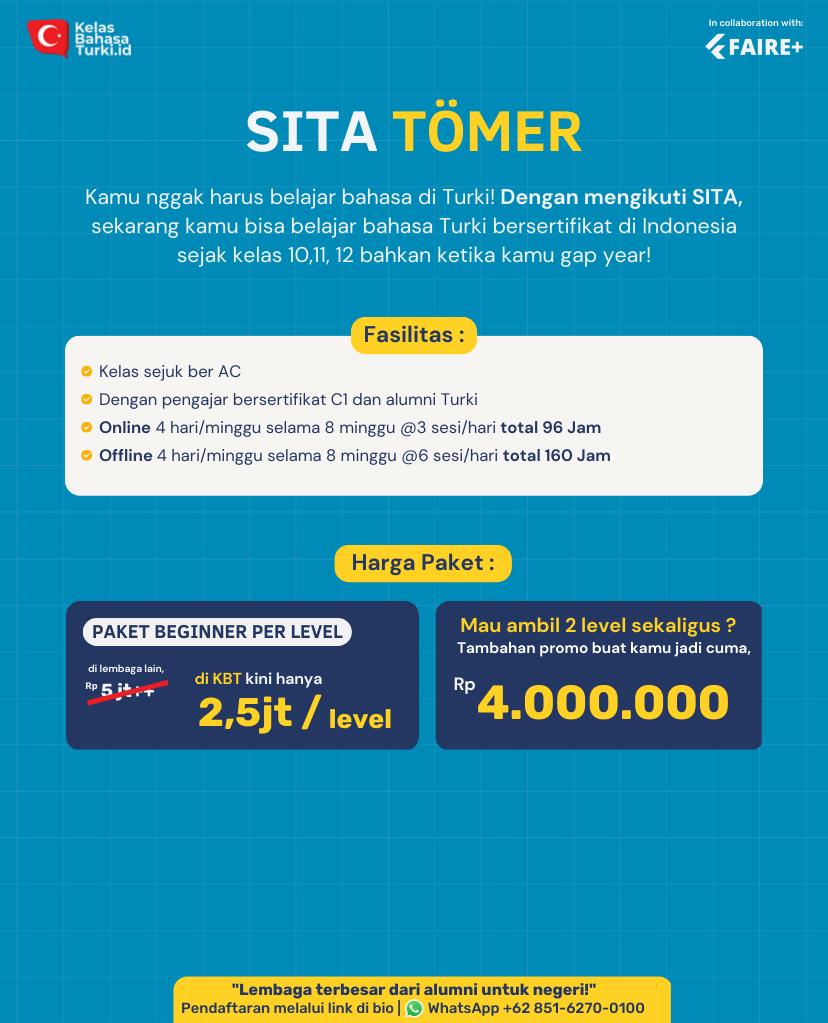 Kelas
Bahasa
Turki.id
In collaboration with:
FAIRE+
SITA TÖMER
Kamu nggak harus belajar bahasa di Turki! Dengan mengikuti SITA,
sekarang kamu bisa belajar bahasa Turki bersertifikat di Indonesia
sejak kelas 10,11, 12 bahkan ketika kamu gap year!
Fasilitas :
Kelas sejuk ber AC
Dengan pengajar bersertifikat C1 dan alumni Turki
Online 4 hari/minggu selama 8 minggu @3 sesi/hari total 96 Jam
Offline 4 hari/minggu selama 8 minggu @6 sesi/hari total 160 Jam
Harga Paket :
PAKET BEGINNER PER LEVEL
di lembaga lain,
Rp 5 jt++
di KBT kini hanya
2,5jt / level
Mau ambil 2 level sekaligus ?
Tambahan promo buat kamu jadi cuma,
Rp 4.000.000
"Lembaga terbesar dari alumni untuk negeri!"
Pendaftaran melalui link di bio | WhatsApp +62 851-6270-0100